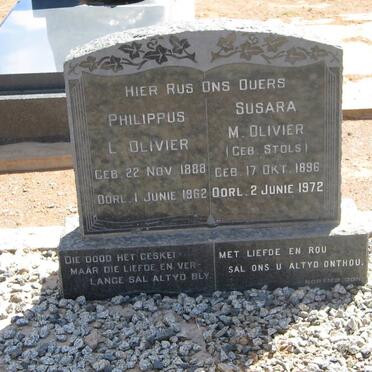 HIER RUS ONS OUERS
PHILIPPUS
L. OLIVIER
GEB. 22 NOV. 1888
OORL. 1 JUNIE 1962
SUSARA
M. OLIVIER
(GEB. STOLS)
GEB. 17 OKT. 1896
OORL. 2 JUNIE 1972
DIE DOOD HET GESKEI
MAAR DIE LIEFDE EN VER-
LANGE SAL ALTYD BLY.
MET LIEFDE EN ROU
SAL ONS U ALTYD ONTHOU.